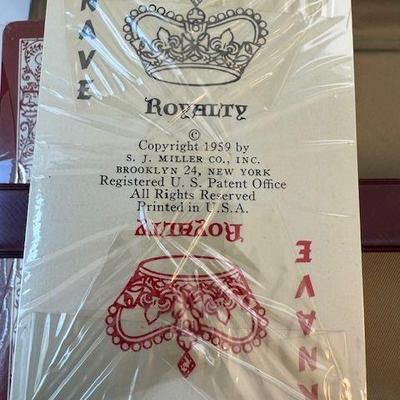 KNAVE
ROYALTY
©
Copyright 1959 by
S. J. MILLER CO., INC.
BROOKLYN 24, NEW YORK
Registered U. S. Patent Office
All Rights Reserved
Printed in U.S.A.
ROYALTY
KNAVE